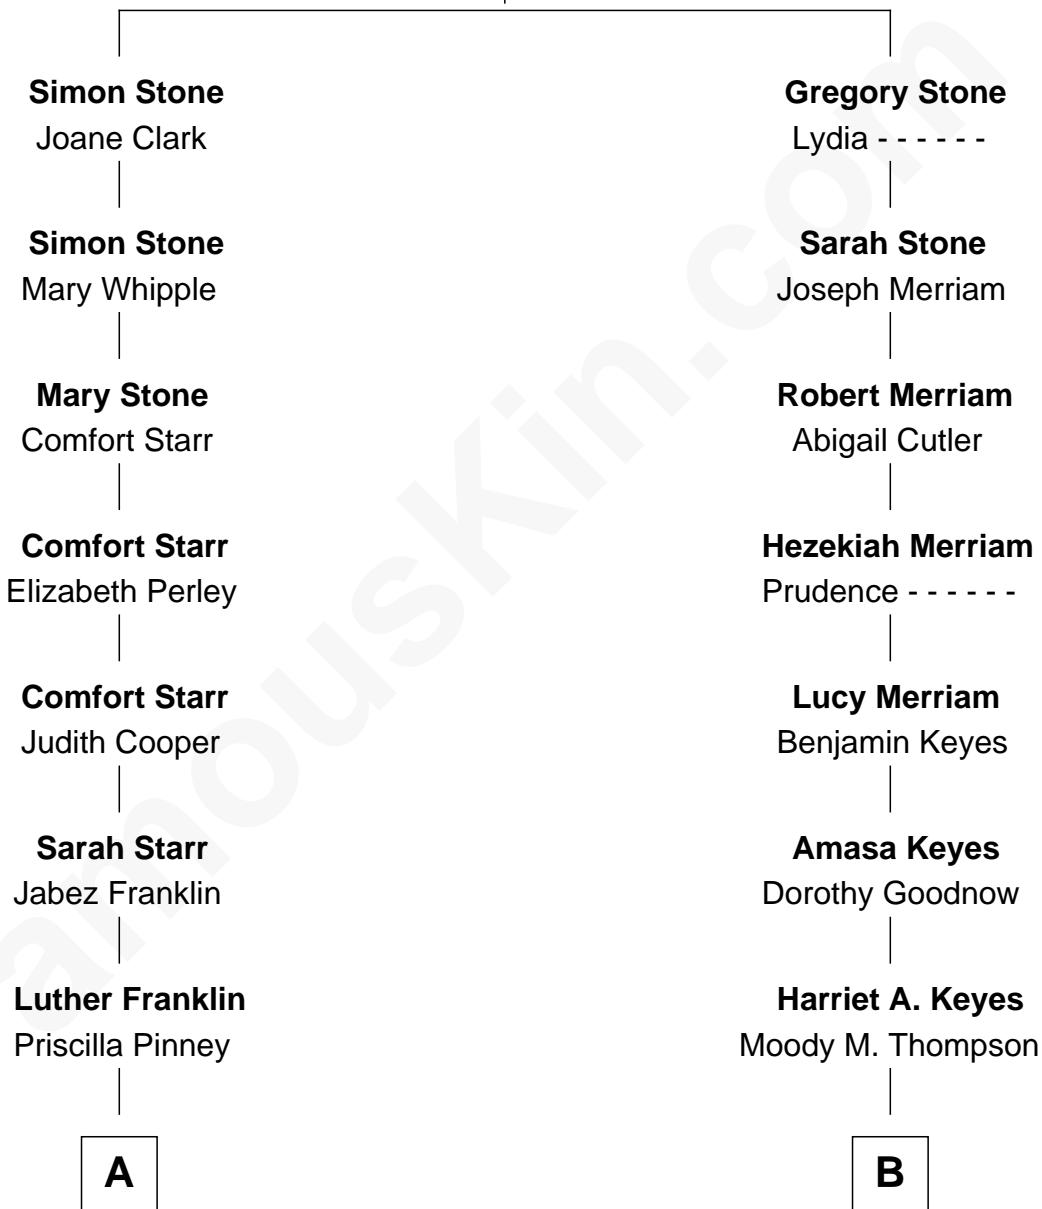 Simon Stone
Joane Clark
Simon Stone
Mary Whipple
Mary Stone
Comfort Starr
Comfort Starr
Elizabeth Perley
Comfort Starr
Judith Cooper
Sarah Starr
Jabez Franklin
Luther Franklin
Priscilla Pinney
A
Gregory Stone
Lydia - - - - - -
Sarah Stone
Joseph Merriam
Robert Merriam
Abigail Cutler
Hezekiah Merriam
Prudence - - - - - -
Lucy Merriam
Benjamin Keyes
Amasa Keyes
Dorothy Goodnow
Harriet A. Keyes
Moody M. Thompson
B
amousKin.com